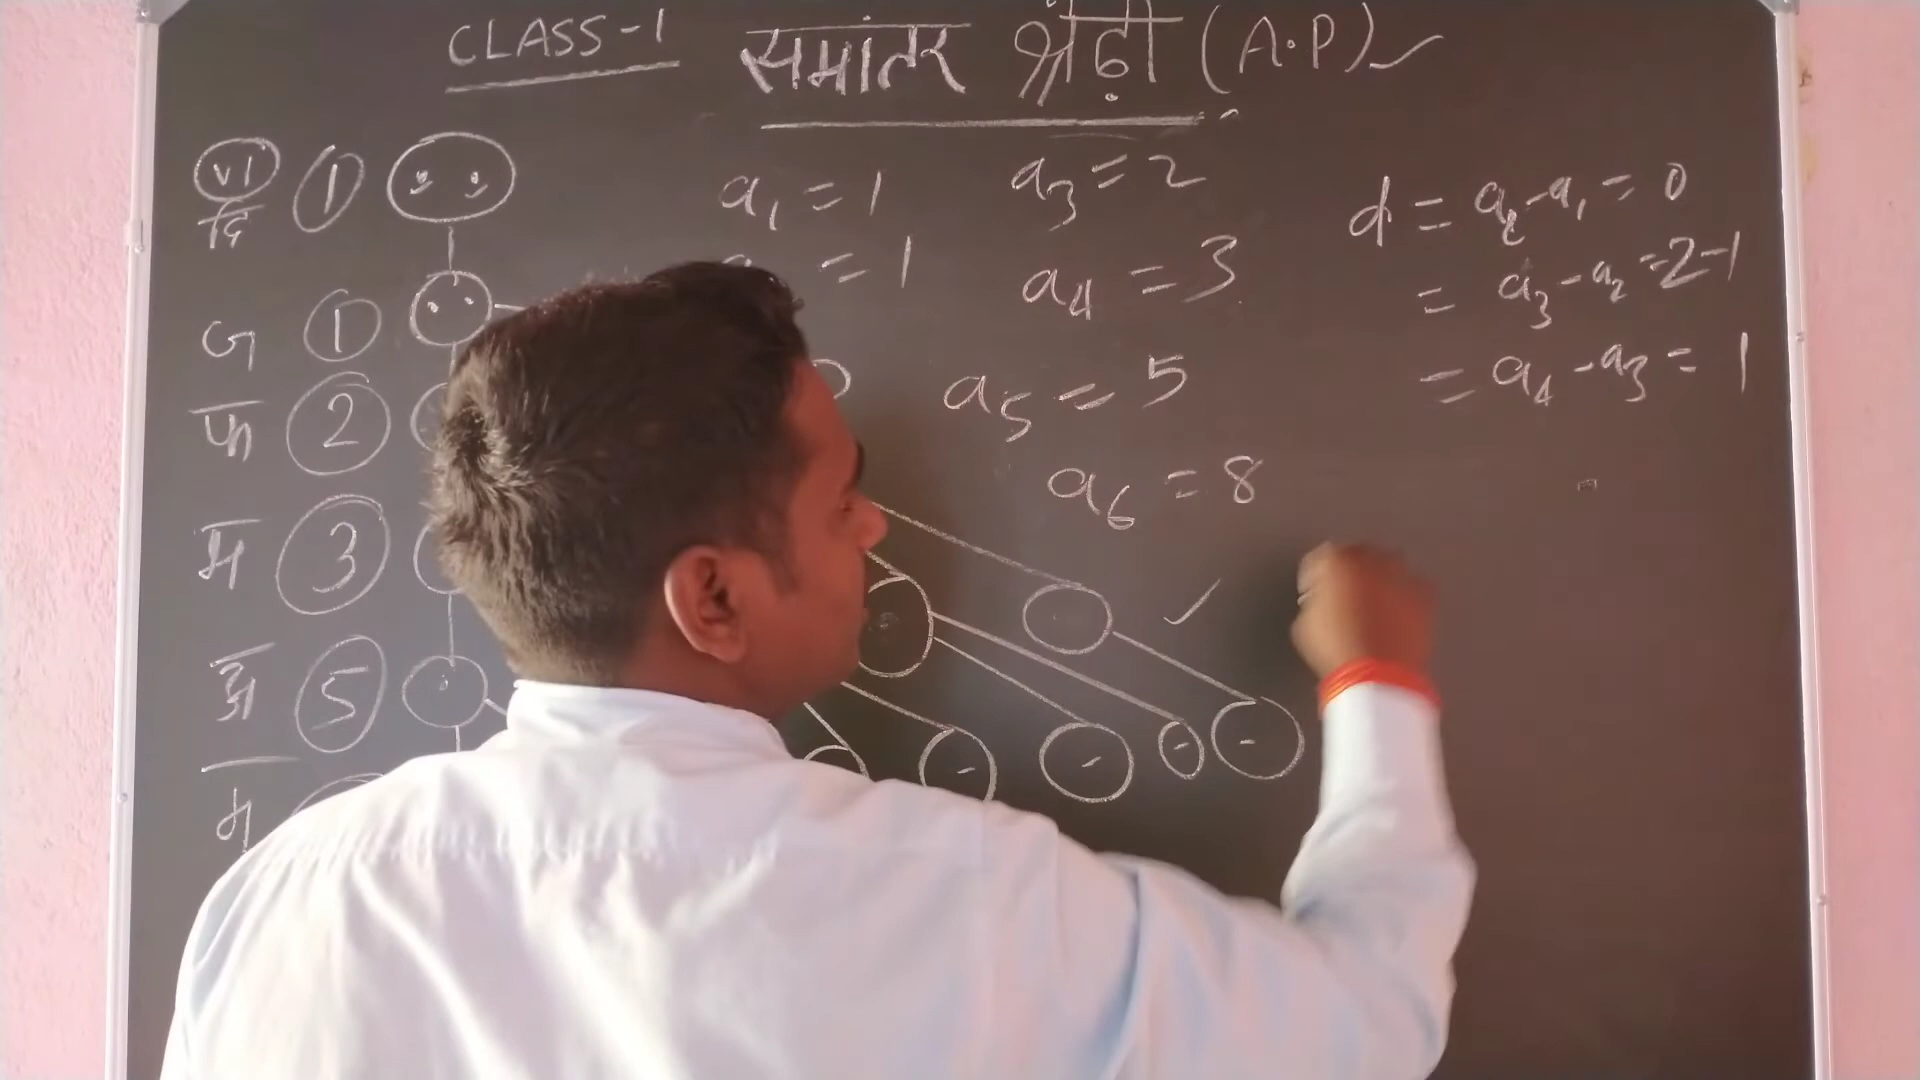 CLASS-1 समांतर श्रेढ़ी (A.P)
दि 1
ज 1
फ 2
म 3
अ 5
म
a₁ = 1
= 1
a₃ = 2
a₄ = 3
a₅ = 5
a₆ = 8
d = a₂-a₁ = 0
= a₃-a₂ = 2-1
= a₄-a₃ = 1